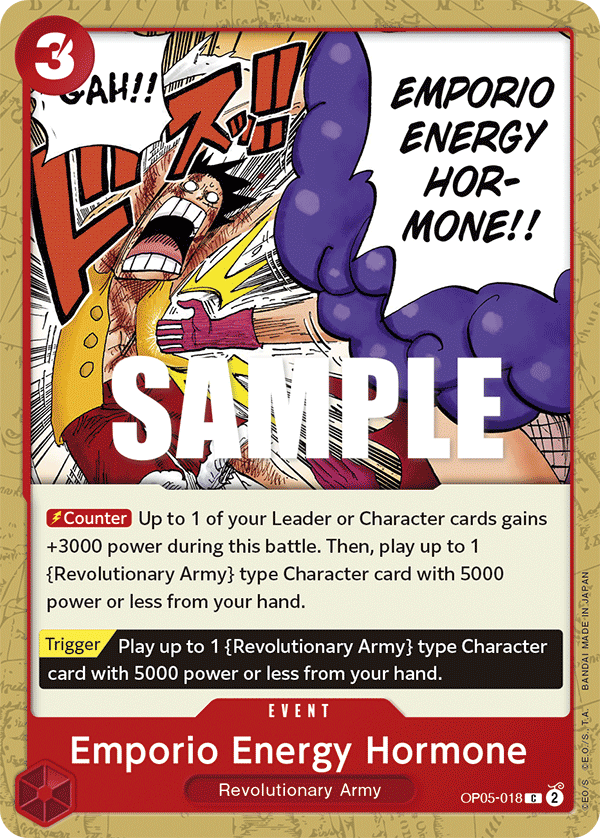 3
GAH!!
ドーズッ!!
EMPORIO
ENERGY
HOR-
MONE!!
SAMPLE
Counter Up to 1 of your Leader or Character cards gains
+3000 power during this battle. Then, play up to 1
{Revolutionary Army} type Character card with 5000
power or less from your hand.
Trigger Play up to 1 {Revolutionary Army} type Character
card with 5000 power or less from your hand.
EVENT
Emporio Energy Hormone
Revolutionary Army
OP05-018 C 2
©E.O./S. ©E.O./S.,T.A. BANDAI MADE IN JAPAN